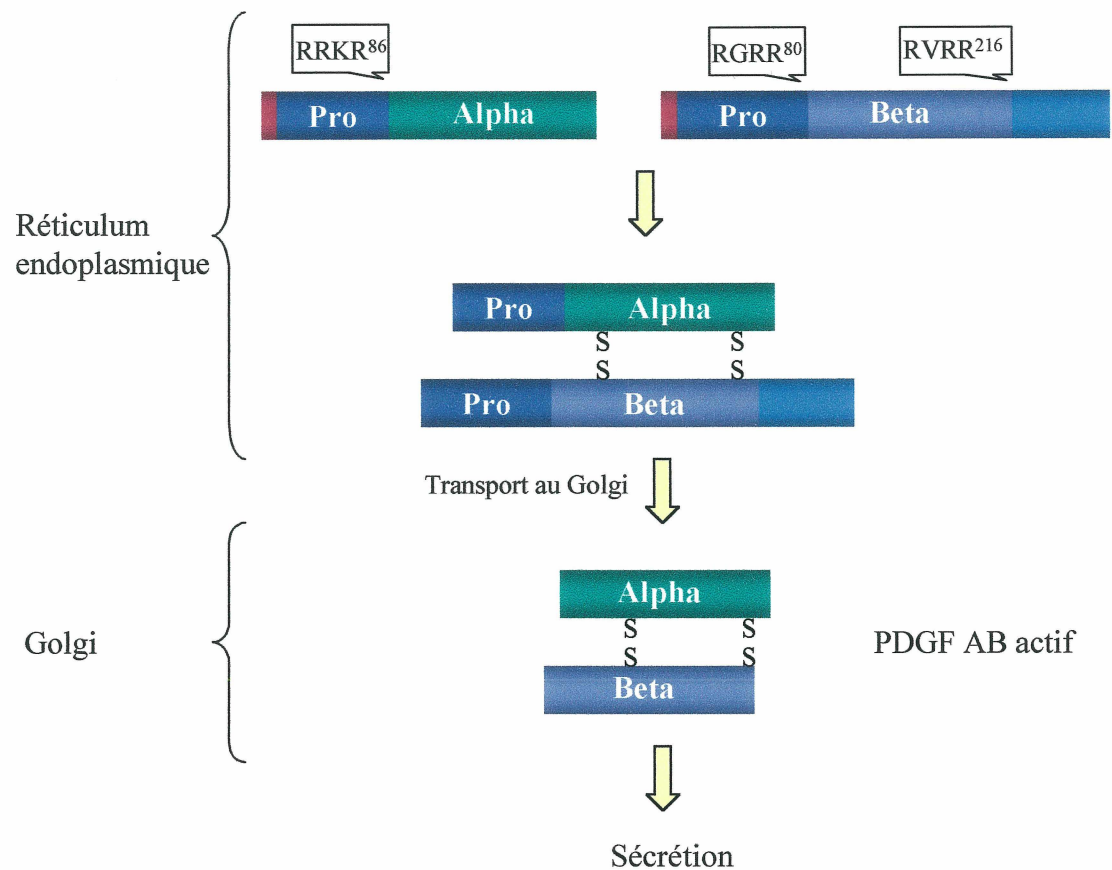 RRKR⁸⁶
RGRR⁸⁰
RVRR²¹⁶
Pro Alpha
Pro Beta
Réticulum
endoplasmique
Pro Alpha
S S
S S
Pro Beta
Transport au Golgi
Alpha
S S
Golgi
PDGF AB actif
S S
Beta
Sécrétion